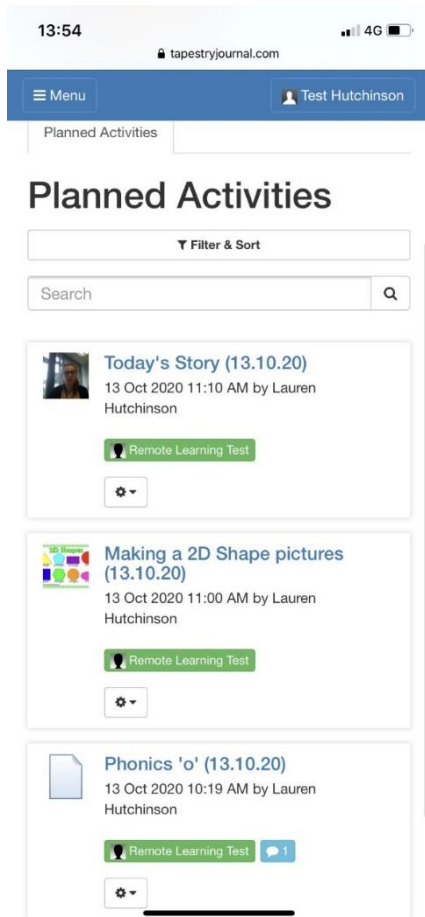 13:54
4G
tapestryjournal.com
Menu
Test Hutchinson
Planned Activities
Planned Activities
Filter & Sort
Search
Today's Story (13.10.20)
13 Oct 2020 11:10 AM by Lauren
Hutchinson
Remote Learning Test
2D Shapes
Making a 2D Shape pictures
(13.10.20)
13 Oct 2020 11:00 AM by Lauren
Hutchinson
Remote Learning Test
Phonics 'o' (13.10.20)
13 Oct 2020 10:19 AM by Lauren
Hutchinson
Remote Learning Test
1